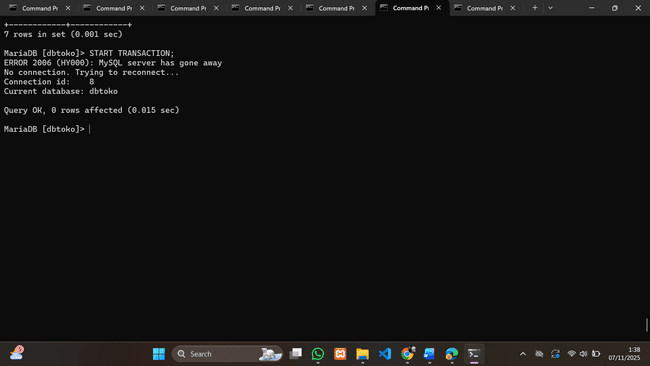 Command Pr
Command Pr
Command Pr
Command Pr
Command Pr
Command Pr
Command Pr
+------------+------------+
7 rows in set (0.001 sec)
MariaDB [dbtoko]> START TRANSACTION;
ERROR 2006 (HY000): MySQL server has gone away
No connection. Trying to reconnect...
Connection id:    8
Current database: dbtoko
Query OK, 0 rows affected (0.015 sec)
MariaDB [dbtoko]>
Search
1:38
07/11/2025